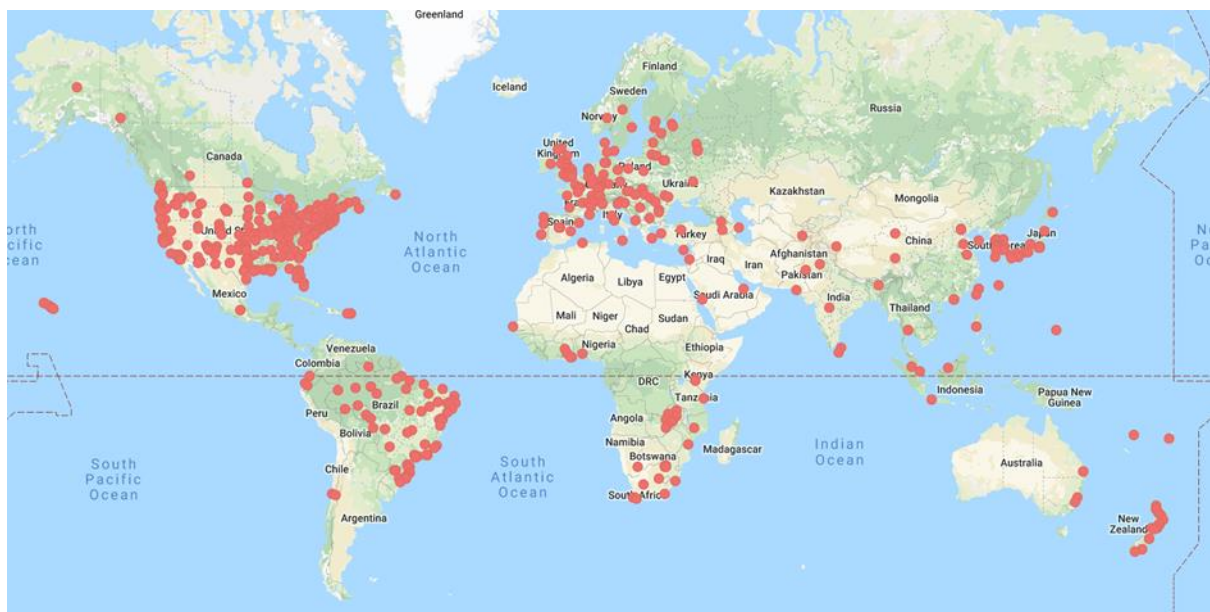 Greenland
Iceland
Finland
Sweden
Norway
Russia
United
Kingdom
Canada
Poland
Ukraine
Kazakhstan
Mongolia
North
Atlantic
Ocean
Spain
Italy
Turkey
China
Japan
South Korea
Iraq
Iran
Afghanistan
Pakistan
Algeria
Libya
Egypt
Saudi Arabia
India
Thailand
Mexico
Mali
Niger
Chad
Sudan
Nigeria
Ethiopia
Venezuela
Colombia
DRC
Kenya
Tanzania
Indonesia
Papua New
Guinea
Peru
Brazil
Bolivia
Angola
Namibia
Botswana
Madagascar
Indian
Ocean
Australia
South
Pacific
Ocean
Chile
South
Atlantic
Ocean
South Africa
Argentina
New
Zealand